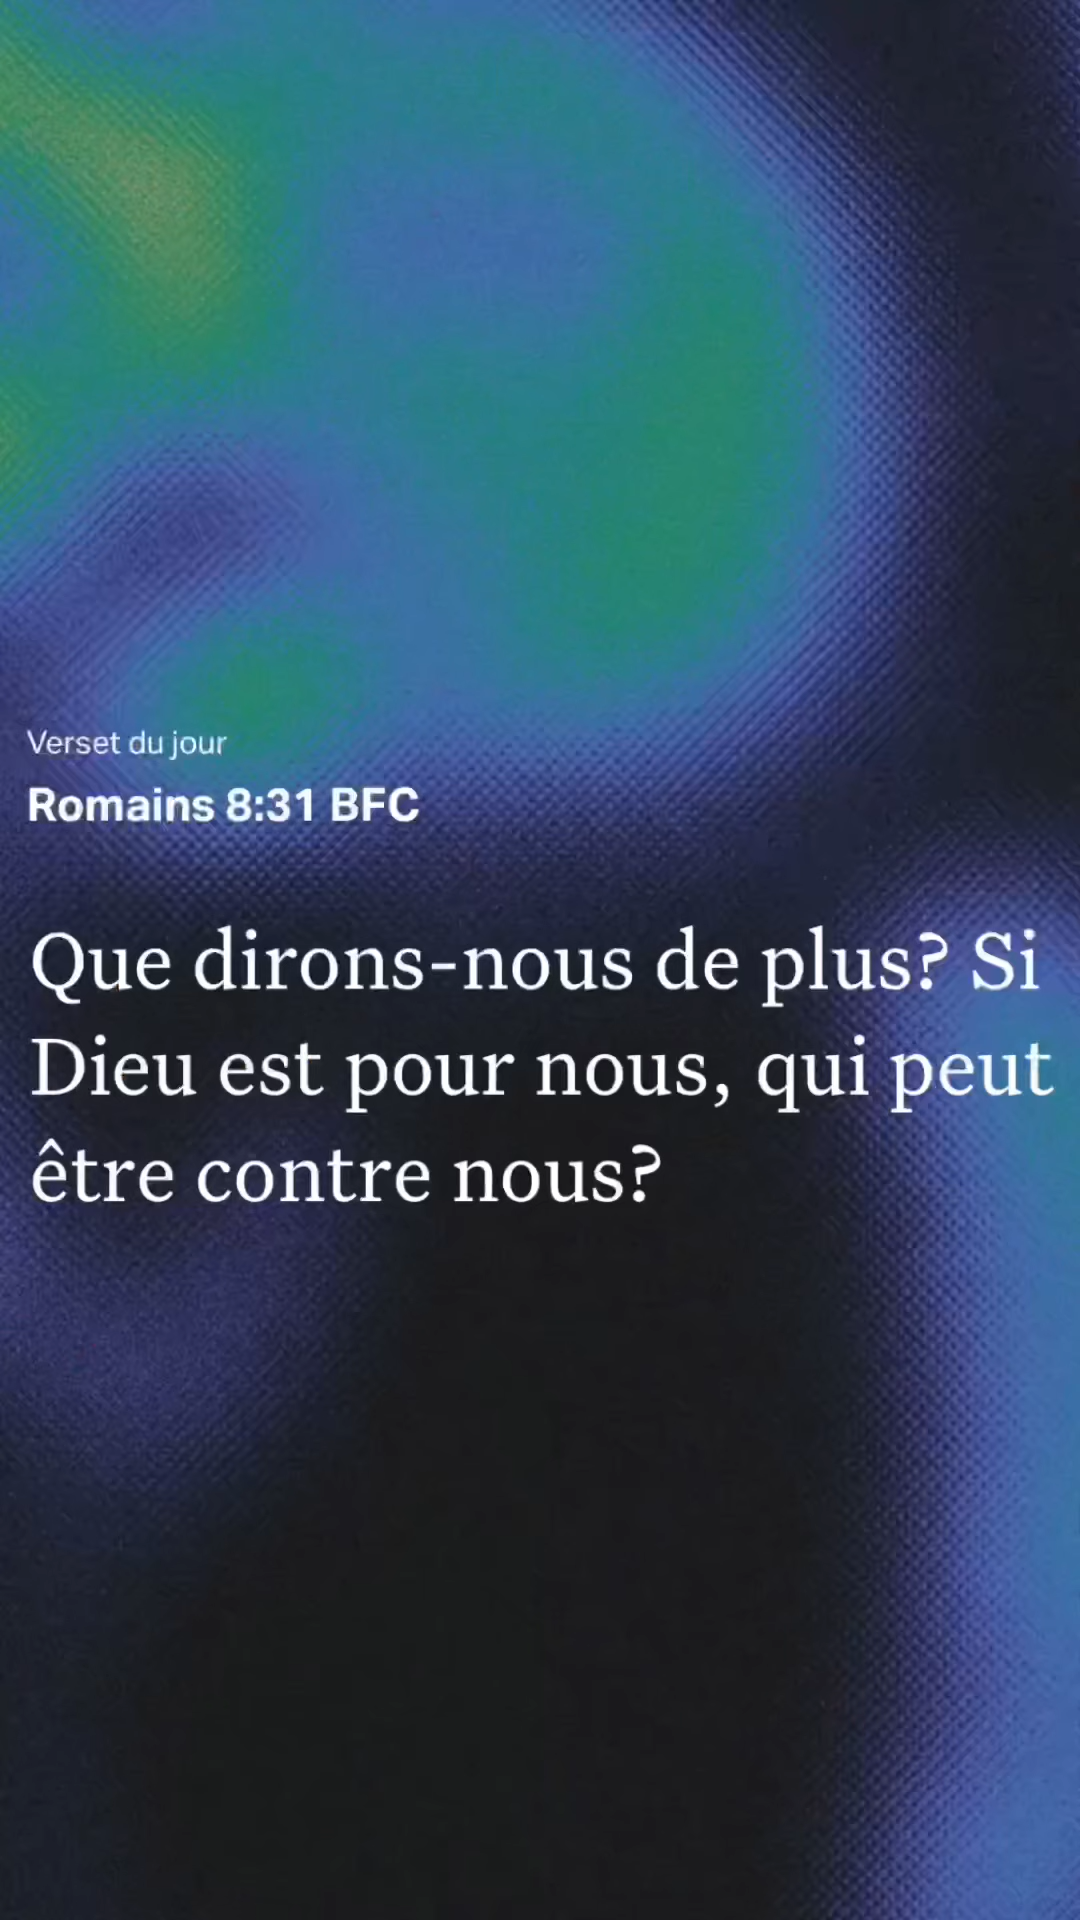 Verset du jour
Romains 8:31 BFC
Que dirons-nous de plus? Si
Dieu est pour nous, qui peut
être contre nous?